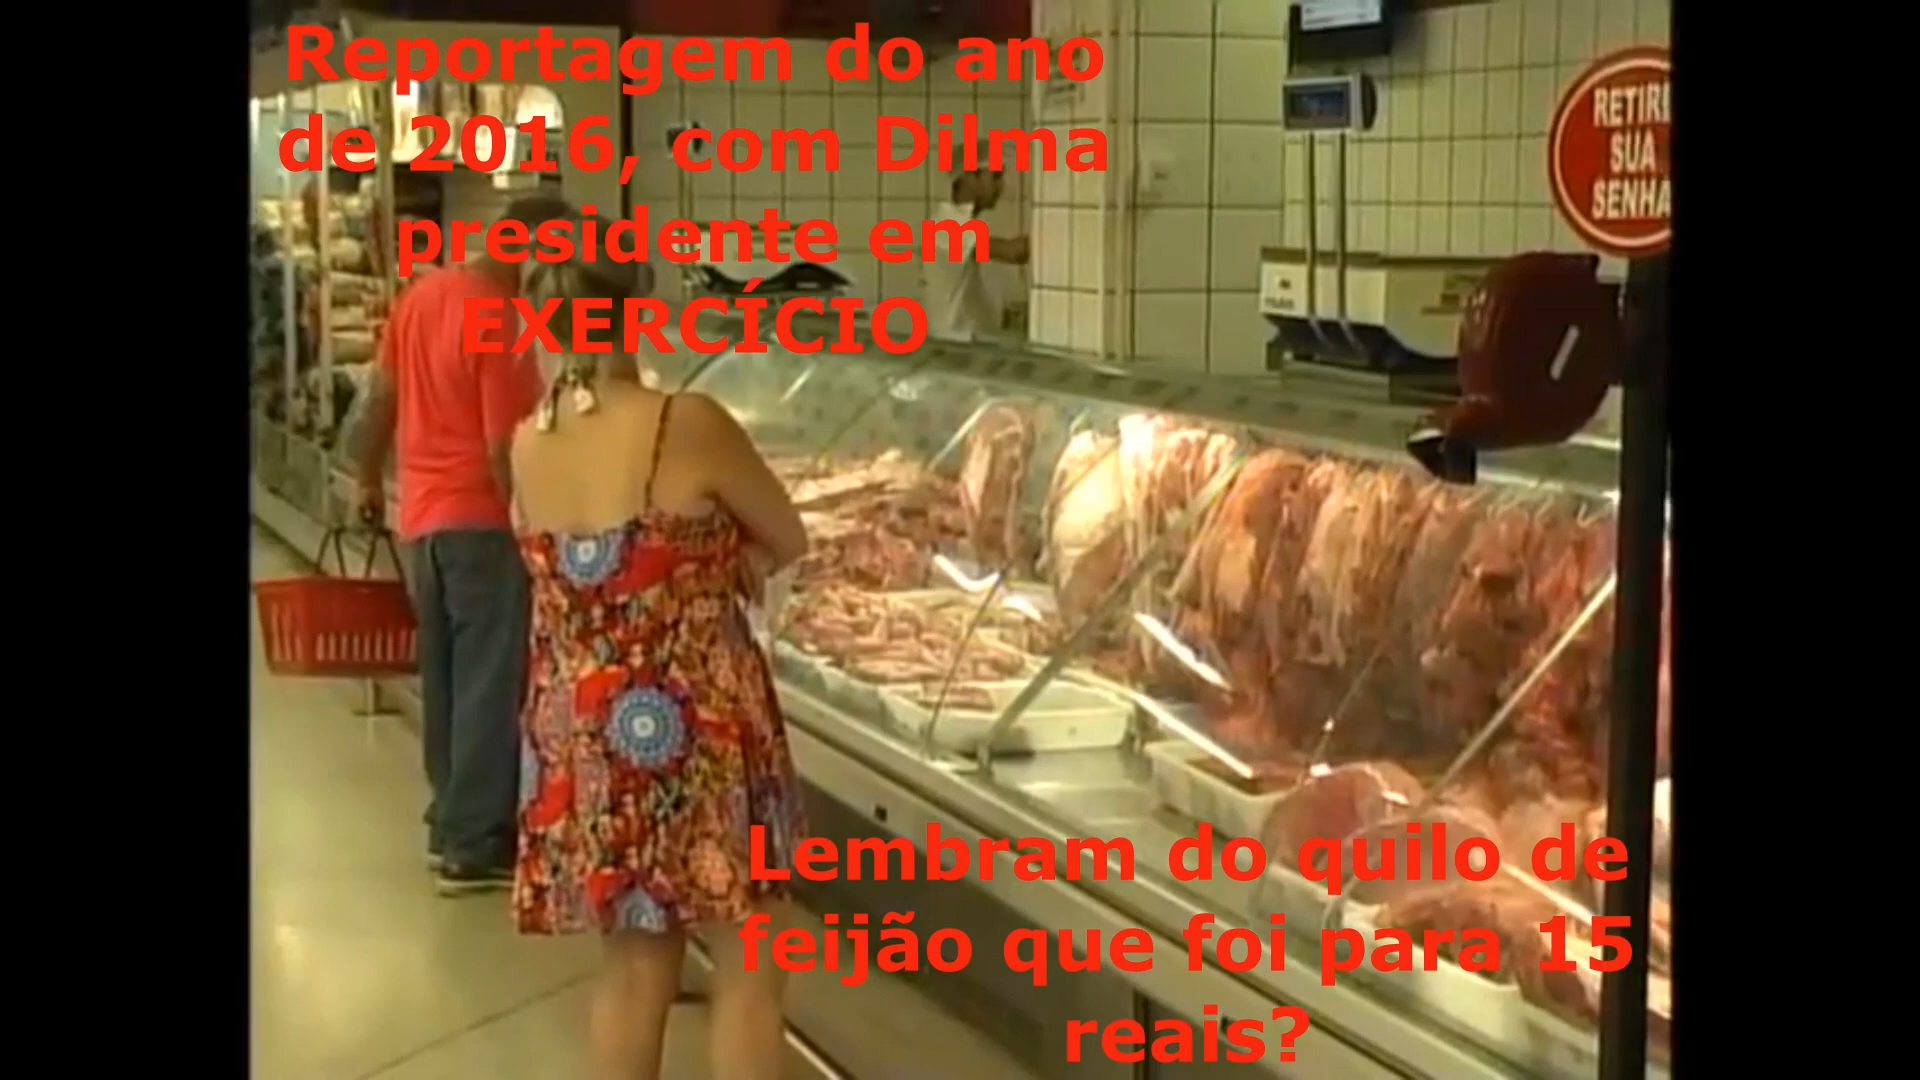 Reportagem do ano
de 2016, com Dilma
presidente em
EXERCÍCIO
RETIRE
SUA
SENHA
Lembram do quilo de
feijão que foi para 15
reais?